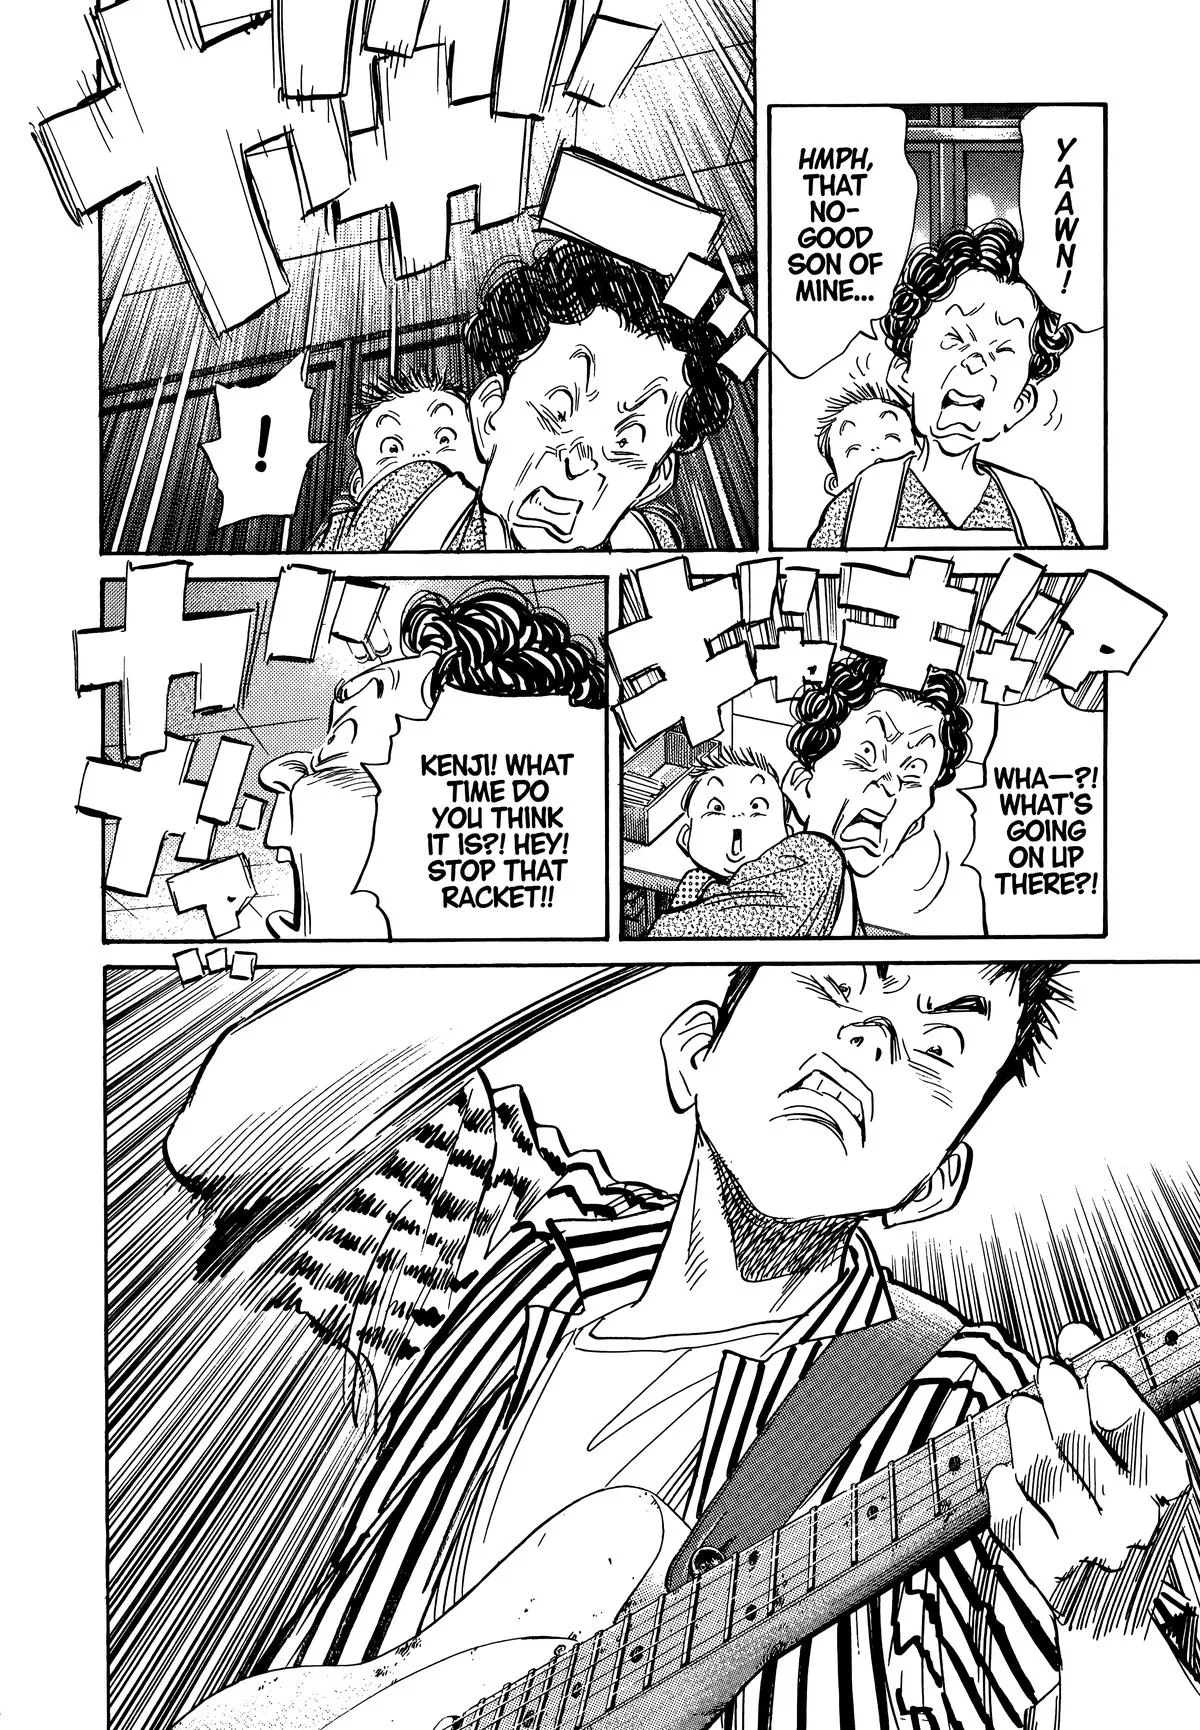 YAAWN!
HMPH,
THAT
NO-
GOOD
SON OF
MINE...
!
WHA—?!
WHAT'S
GOING
ON UP
THERE?!
KENJI! WHAT
TIME DO
YOU THINK
IT IS?! HEY!
STOP THAT
RACKET!!